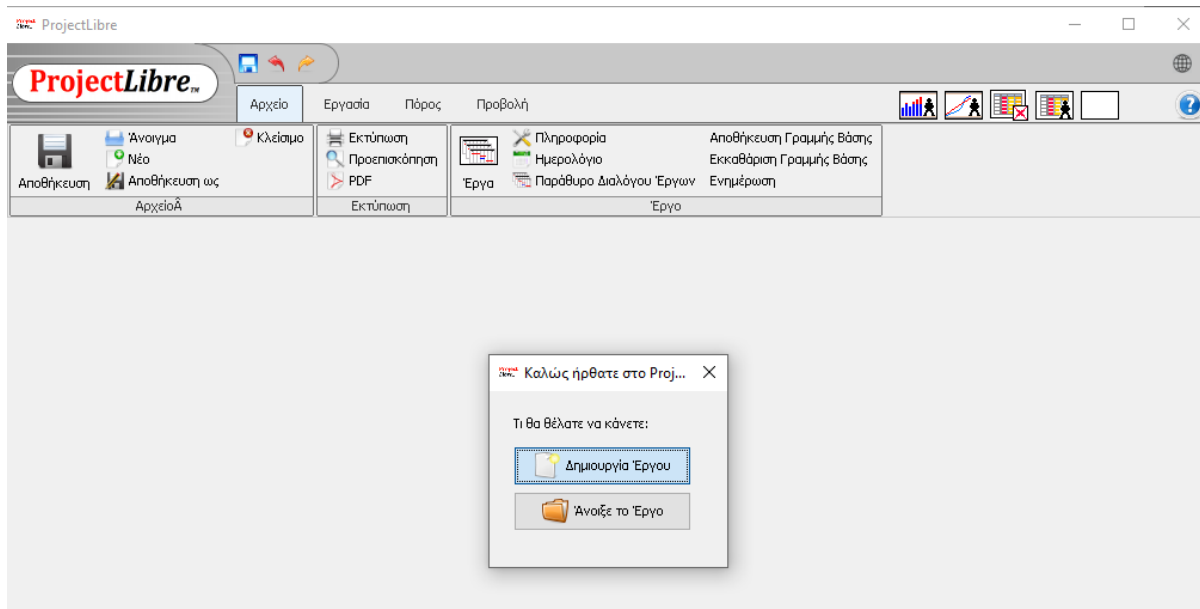 ProjectLibre
ProjectLibre™
Αρχείο Εργασία Πόρος Προβολή
Αποθήκευση
Άνοιγμα
Νέο
Αποθήκευση ως
Κλείσιμο
ΑρχείοÂ
Εκτύπωση
Προεπισκόπηση
PDF
Εκτύπωση
Έργα
Πληροφορία
Ημερολόγιο
Παράθυρο Διαλόγου Έργων
Αποθήκευση Γραμμής Βάσης
Εκκαθάριση Γραμμής Βάσης
Ενημέρωση
Έργο
Καλώς ήρθατε στο Proj...
Τι θα θέλατε να κάνετε:
Δημιουργία Έργου
Άνοιξε το Έργο